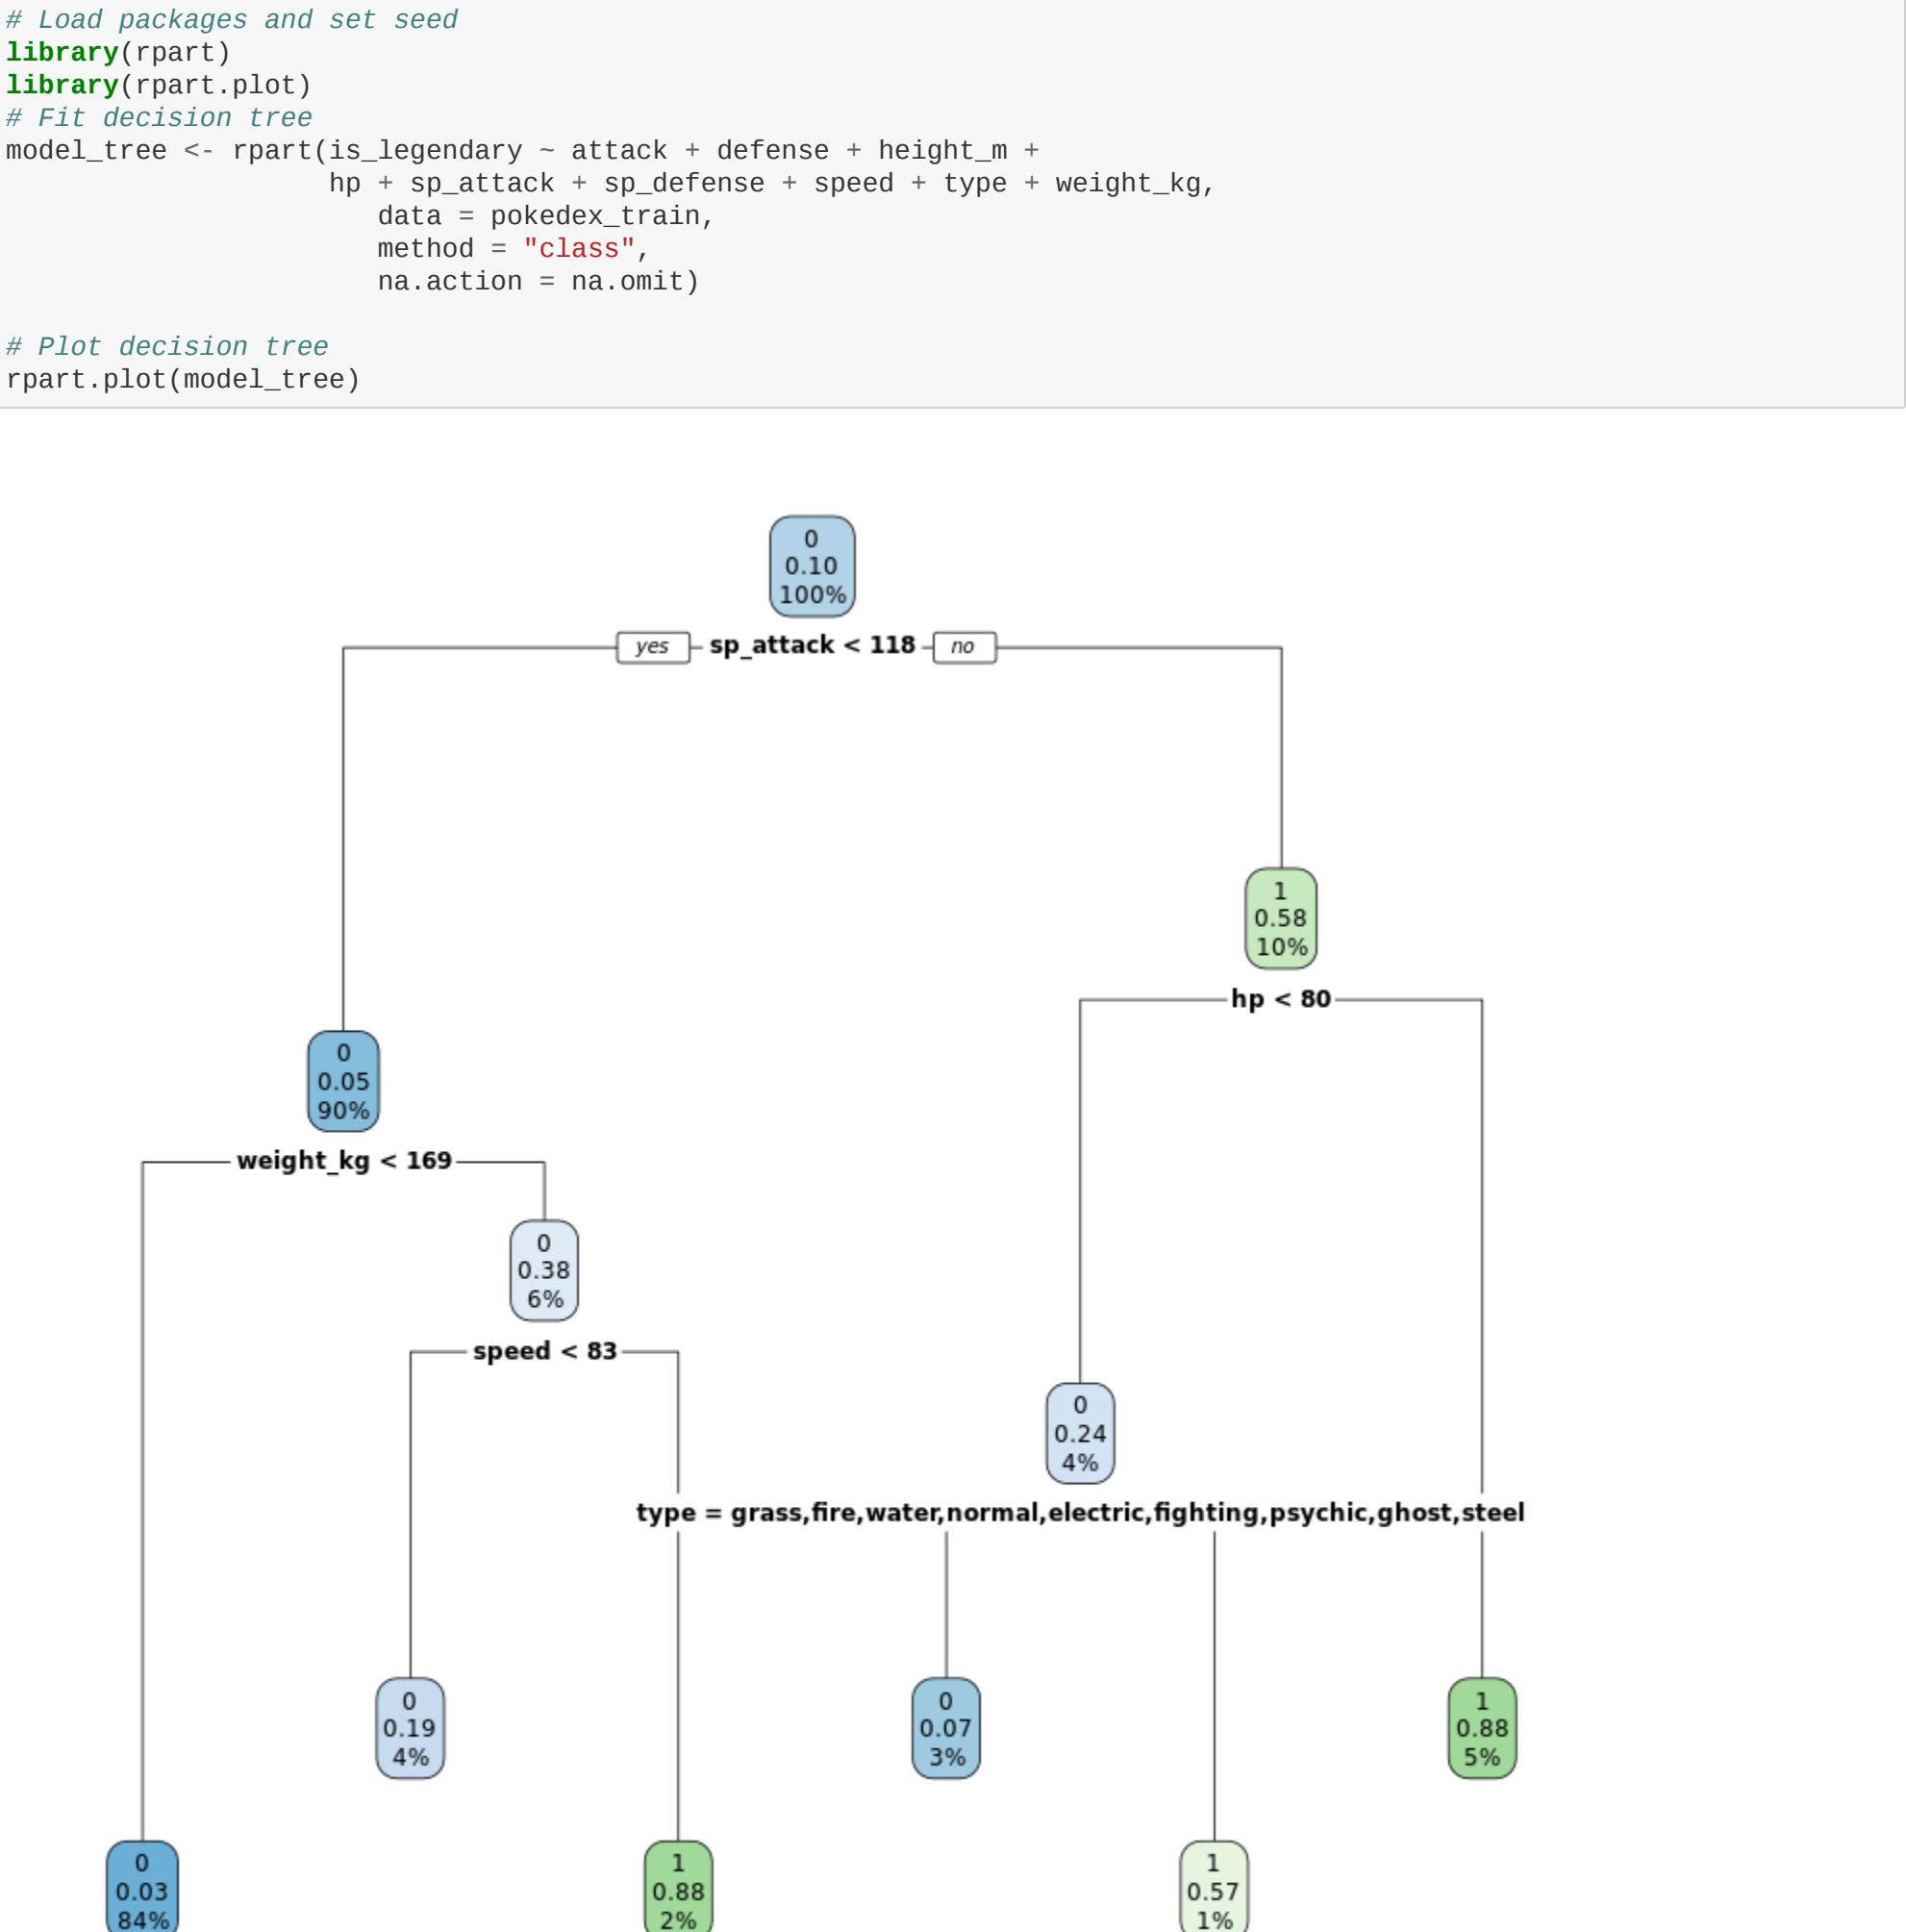 # Load packages and set seed
library(rpart)
library(rpart.plot)
# Fit decision tree
model_tree <- rpart(is_legendary ~ attack + defense + height_m +
                    hp + sp_attack + sp_defense + speed + type + weight_kg,
                       data = pokedex_train,
                       method = "class",
                       na.action = na.omit)

# Plot decision tree
rpart.plot(model_tree)
0
0.10
100%
yes sp_attack < 118 no
1
0.58
10%
hp < 80
0
0.05
90%
weight_kg < 169
0
0.38
6%
speed < 83
0
0.24
4%
type = grass,fire,water,normal,electric,fighting,psychic,ghost,steel
0
0.19
4%
0
0.07
3%
1
0.88
5%
0
0.03
84%
1
0.88
2%
1
0.57
1%